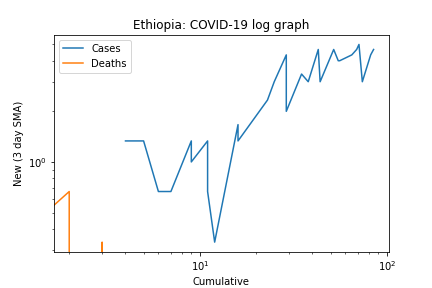 Ethiopia: COVID-19 log graph
Cases
Deaths
New (3 day SMA)
10⁰
10¹
10²
Cumulative